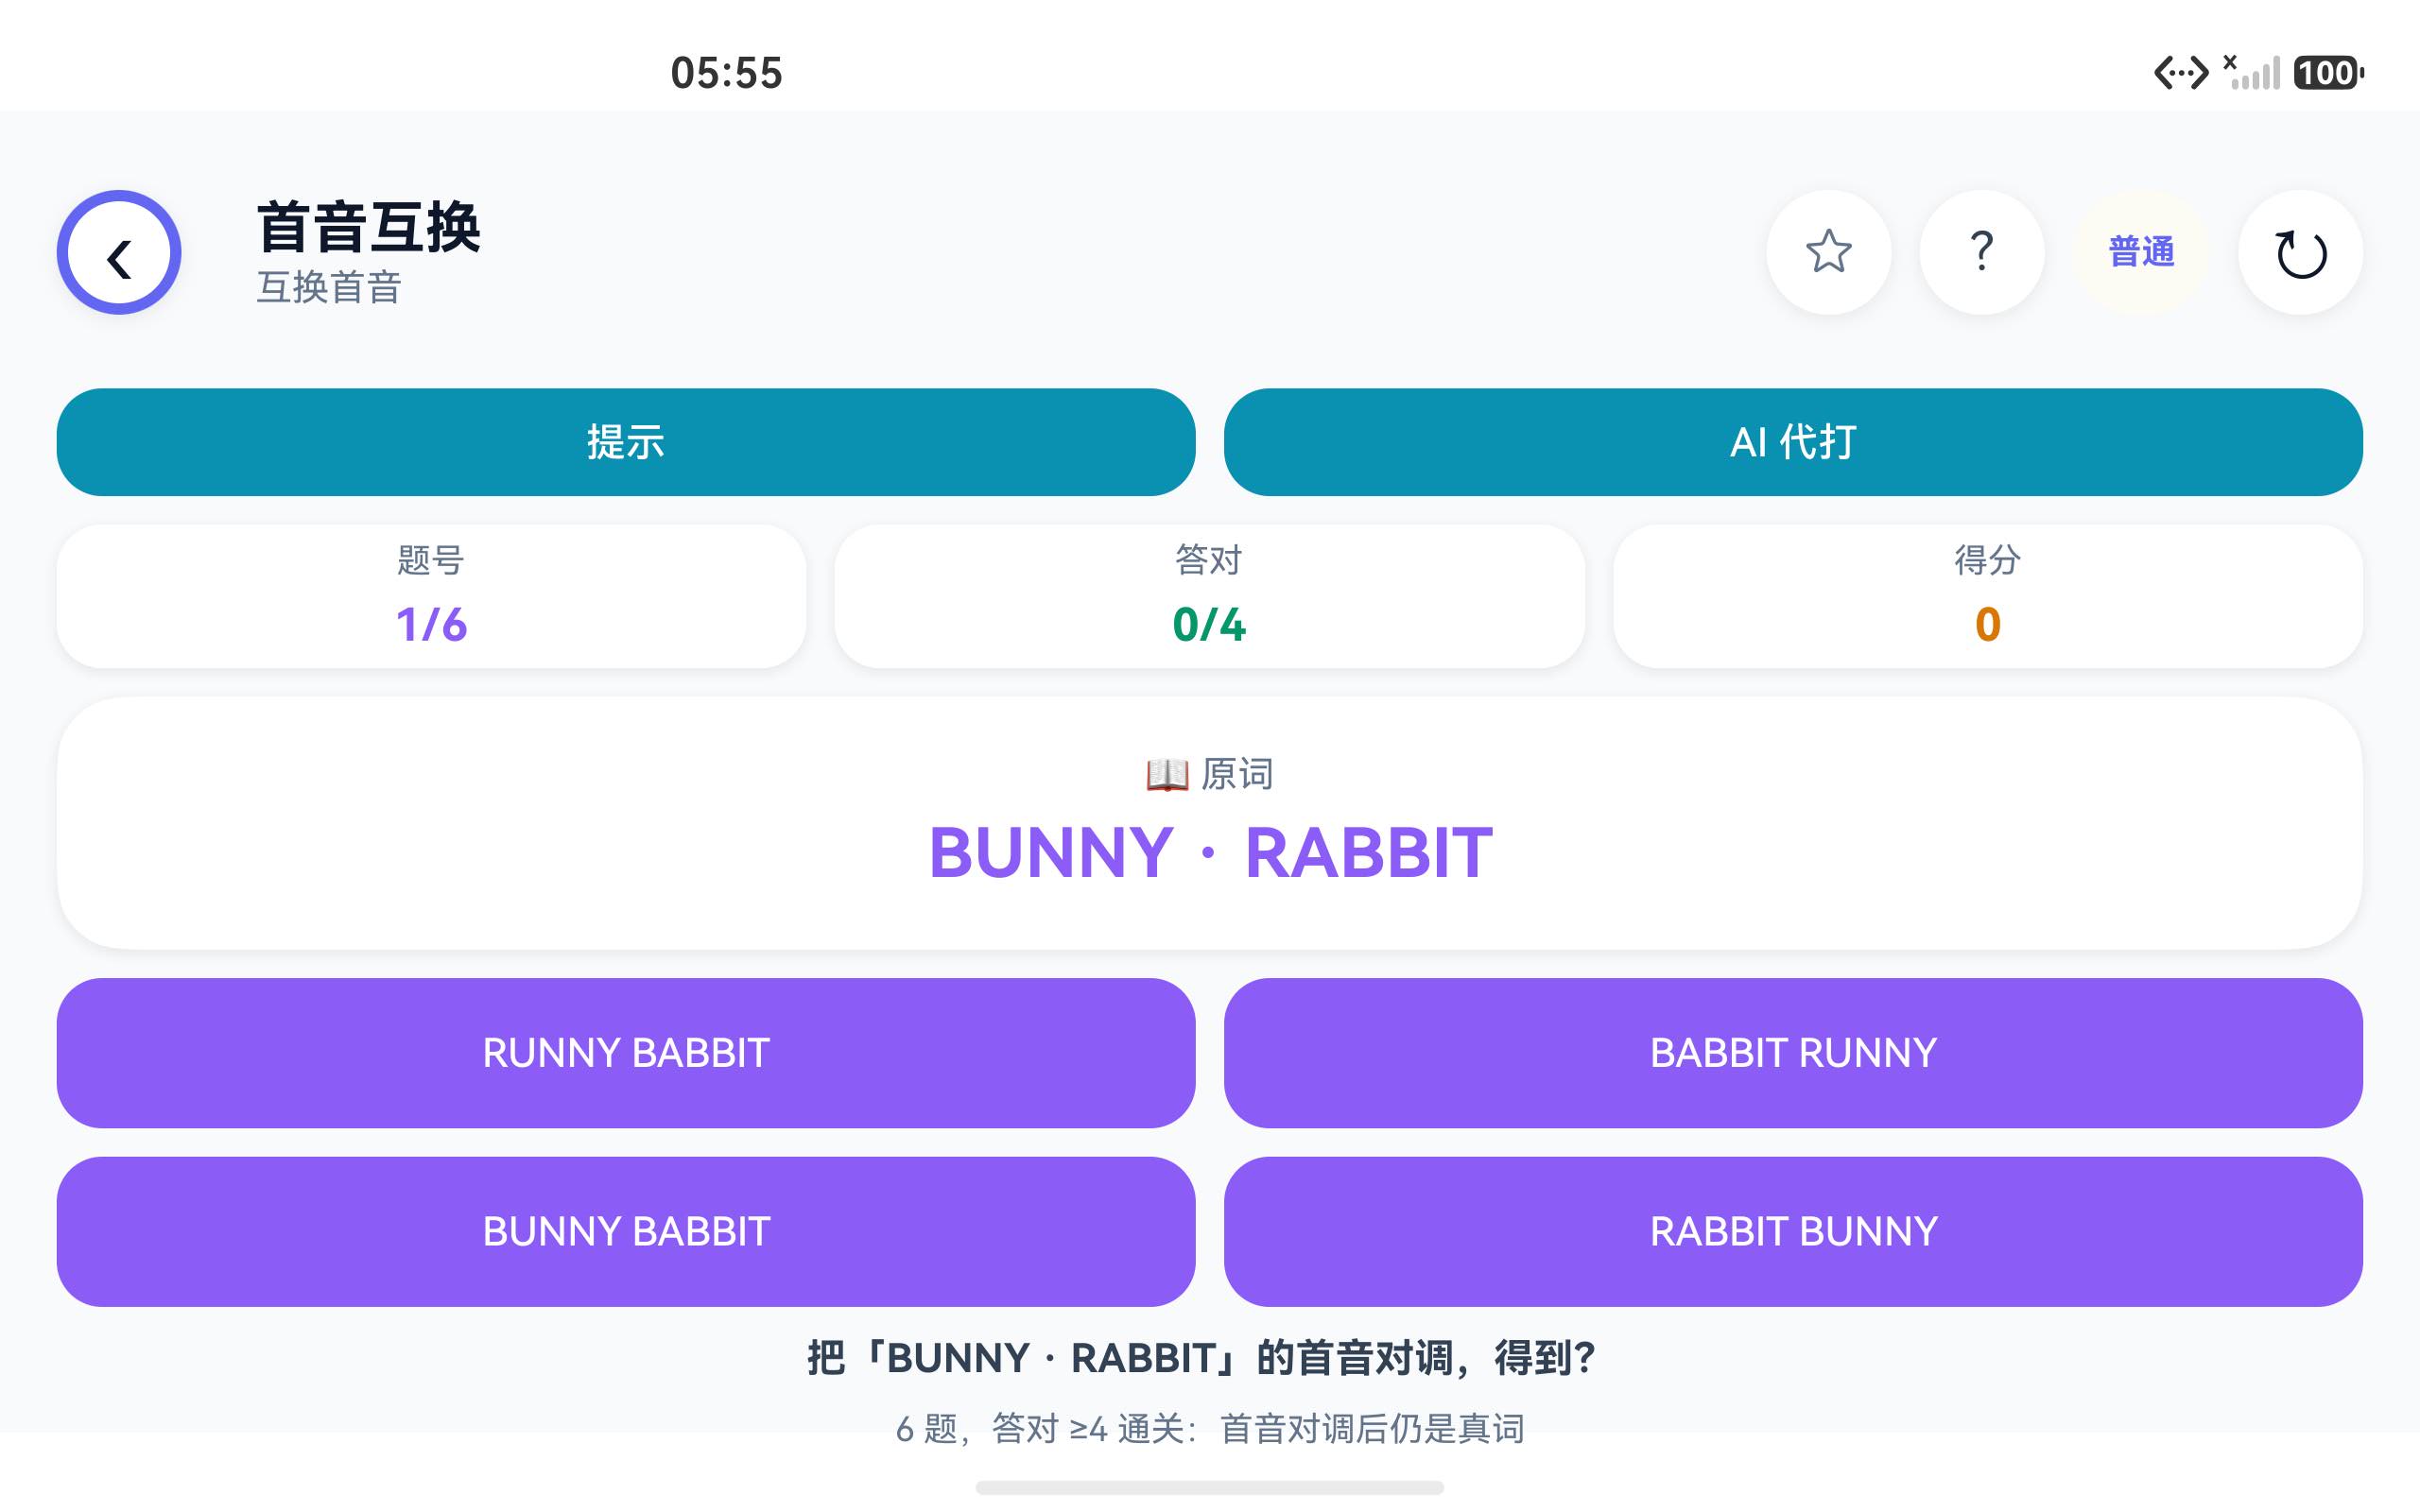 05:55
100
首音互换
互换首音
?
普通
提示
AI 代打
题号
1/6
答对
0/4
得分
0
📖 原词
BUNNY · RABBIT
RUNNY BABBIT
BABBIT RUNNY
BUNNY BABBIT
RABBIT BUNNY
把「BUNNY · RABBIT」的首音对调，得到？
6 题，答对 ≥4 通关：首音对调后仍是真词